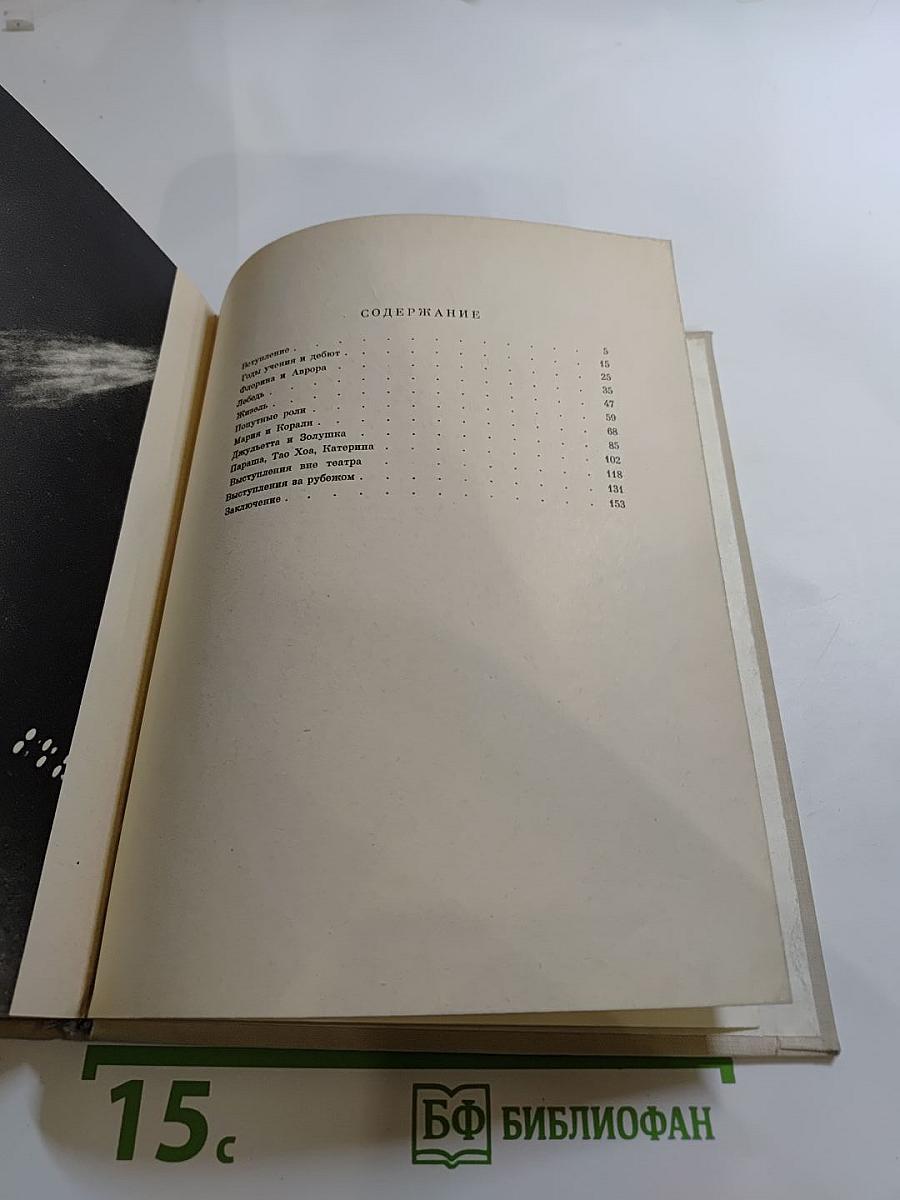 СОДЕРЖАНИЕ
Вступление . . . . . . . . . . . . 5
Годы учения и дебют . . . . . . . . . . 15
Флорина и Аврора . . . . . . . . . . 25
Лебедь . . . . . . . . . . . . 35
Жизель . . . . . . . . . . . . 47
Попутные роли . . . . . . . . . . . 59
Мария и Корали . . . . . . . . . . . 68
Джульетта и Золушка . . . . . . . . . 85
Параша, Тао Хоа, Катерина . . . . . . . . 102
Выступления вне театра . . . . . . . . 118
Выступления за рубежом . . . . . . . . . 131
Заключение . . . . . . . . . . . . 153
15 с
БФ БИБЛИОФАН